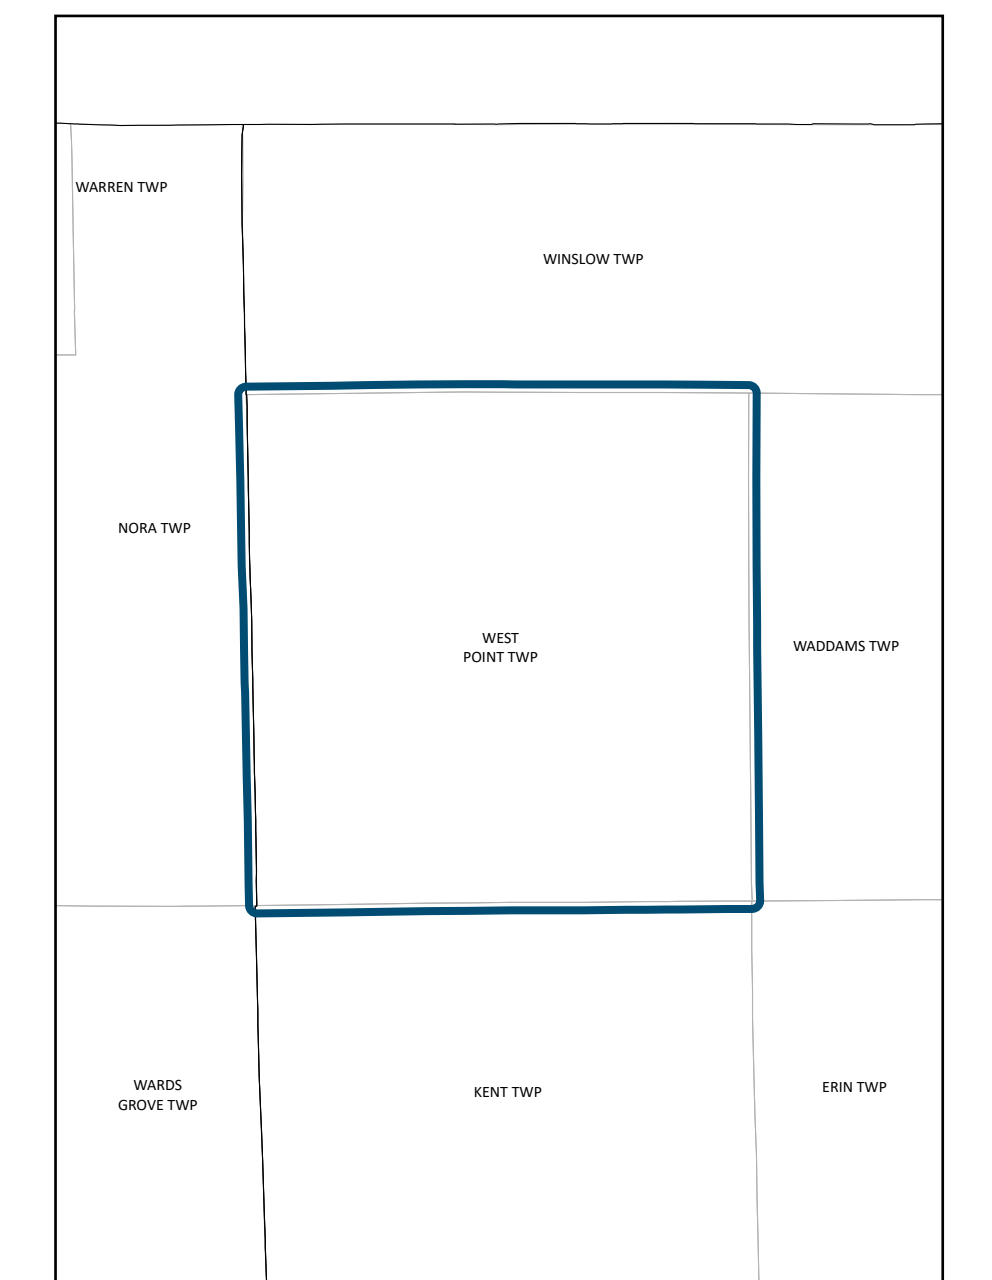 WARREN TWP
WINSLOW TWP
NORA TWP
WEST
POINT TWP
WADDAMS TWP
WARDS
GROVE TWP
KENT TWP
ERIN TWP